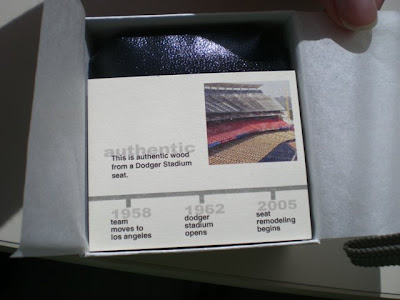 authentic
This is authentic wood
from a Dodger Stadium
seat.
1958
team
moves to
los angeles
1962
dodger
stadium
opens
2005
seat
remodeling
begins